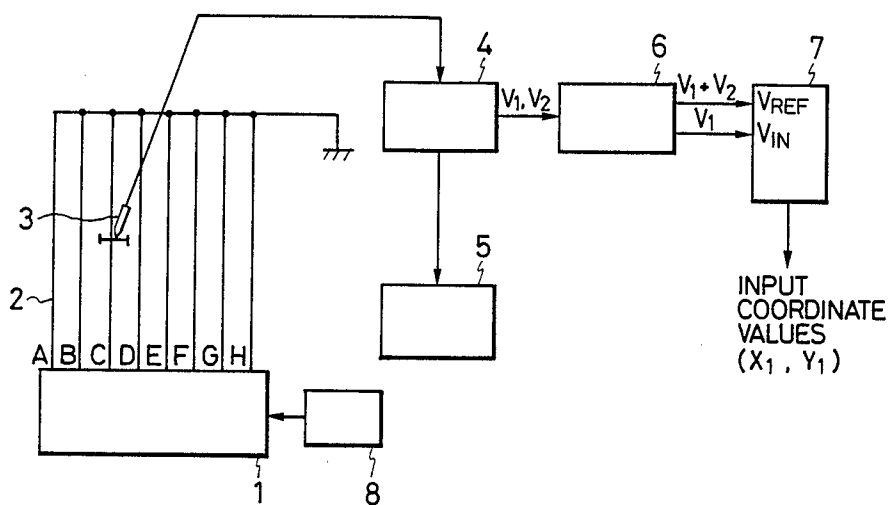 4
6
7
V1, V2
V1 + V2
V1
VREF
VIN
3
2
5
A B C D E F G H
INPUT
COORDINATE
VALUES
(X1 , Y1)
1
8